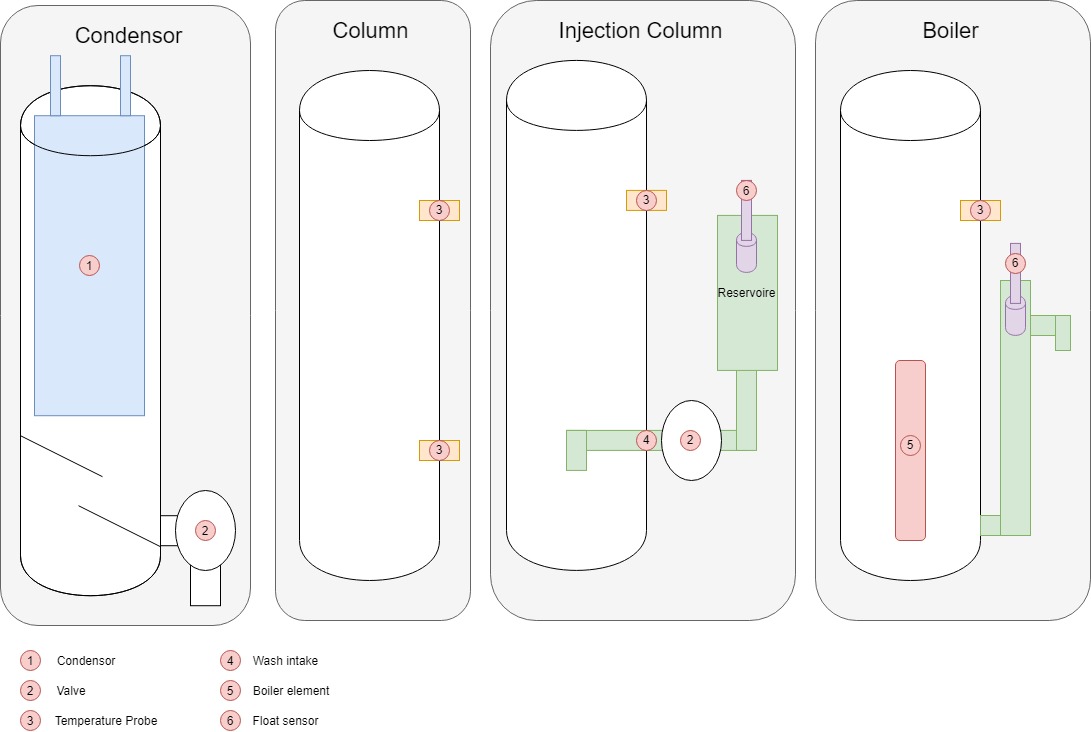 Condensor
Column
Injection Column
Boiler
3
3
6
3
6
1
Reservoire
4
2
5
3
2
1 Condensor
4 Wash intake
2 Valve
5 Boiler element
3 Temperature Probe
6 Float sensor